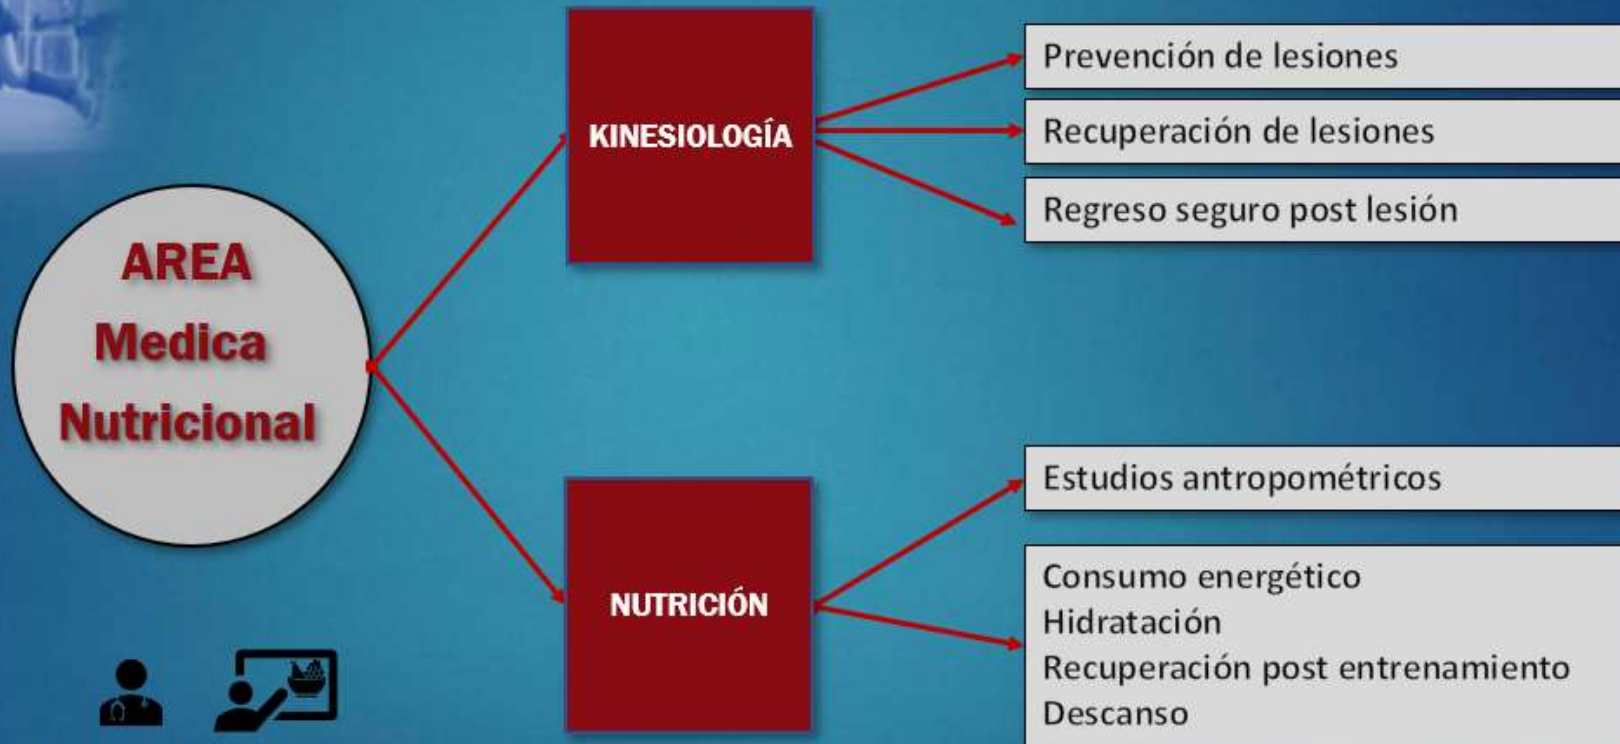 AREA
Medica
Nutricional
KINESIOLOGÍA
Prevención de lesiones
Recuperación de lesiones
Regreso seguro post lesión
NUTRICIÓN
Estudios antropométricos
Consumo energético
Hidratación
Recuperación post entrenamiento
Descanso